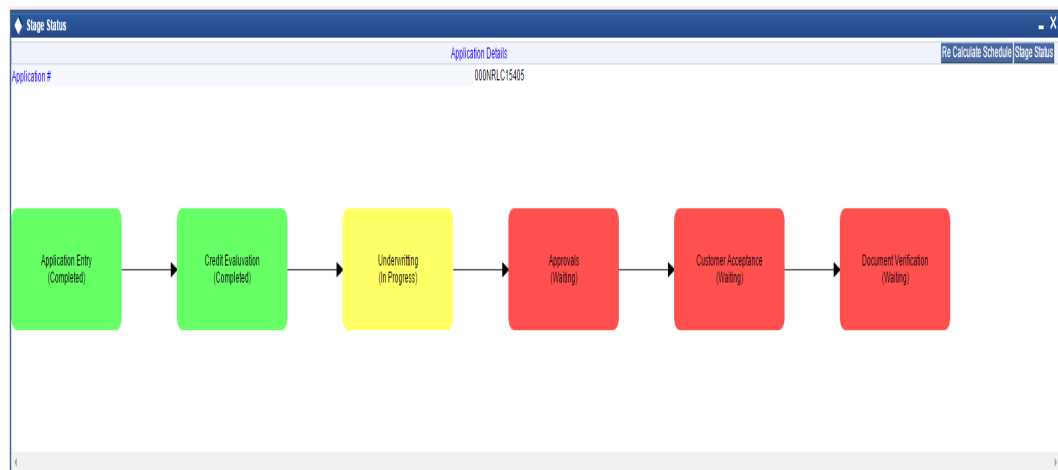 Stage Status
Application Details
Re Calculate Schedule Stage Status
Application # 000NRLC15405
Application Entry
(Completed)
Credit Evaluvation
(Completed)
Underwritting
(In Progress)
Approvals
(Waiting)
Customer Acceptance
(Waiting)
Document Verification
(Waiting)